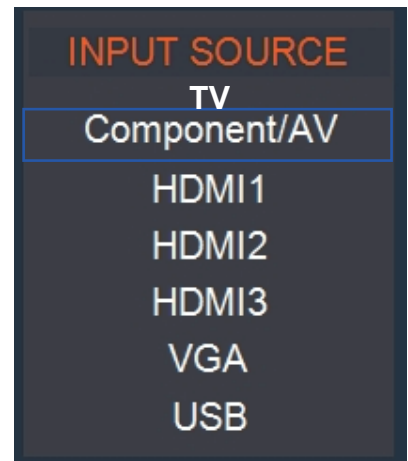 INPUT SOURCE
TV
Component/AV
HDMI1
HDMI2
HDMI3
VGA
USB